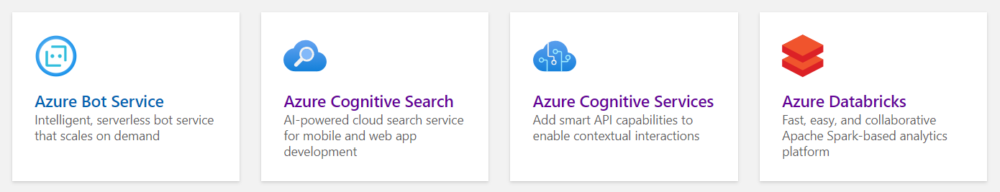 Azure Bot Service
Intelligent, serverless bot service
that scales on demand
Azure Cognitive Search
AI-powered cloud search service
for mobile and web app
development
Azure Cognitive Services
Add smart API capabilities to
enable contextual interactions
Azure Databricks
Fast, easy, and collaborative
Apache Spark-based analytics
platform